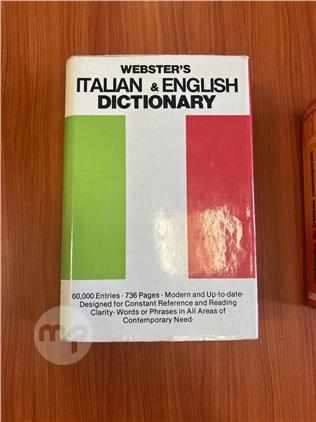 WEBSTER'S
ITALIAN & ENGLISH
DICTIONARY
60,000 Entries · 736 Pages · Modern and Up-to-date·
Designed for Constant Reference and Reading
Clarity· Words or Phrases in All Areas of
Contemporary Need·
mp